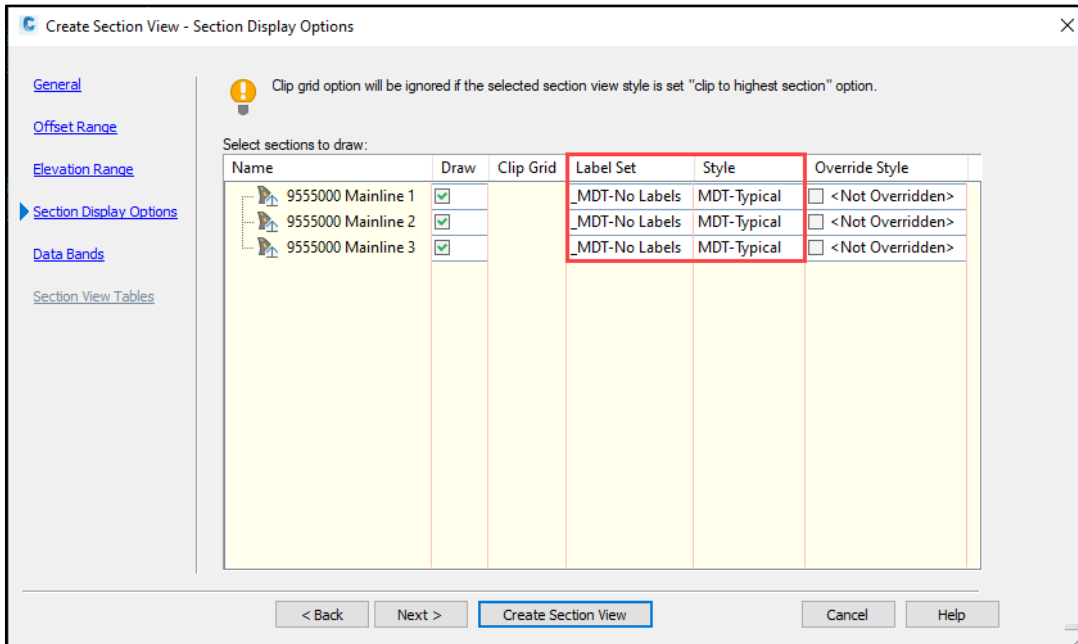 C Create Section View - Section Display Options
General
Offset Range
Elevation Range
Section Display Options
Data Bands
Section View Tables
Clip grid option will be ignored if the selected section view style is set "clip to highest section" option.
Select sections to draw:
Name Draw Clip Grid Label Set Style Override Style
9555000 Mainline 1 _MDT-No Labels MDT-Typical <Not Overridden>
9555000 Mainline 2 _MDT-No Labels MDT-Typical <Not Overridden>
9555000 Mainline 3 _MDT-No Labels MDT-Typical <Not Overridden>
< Back Next > Create Section View Cancel Help